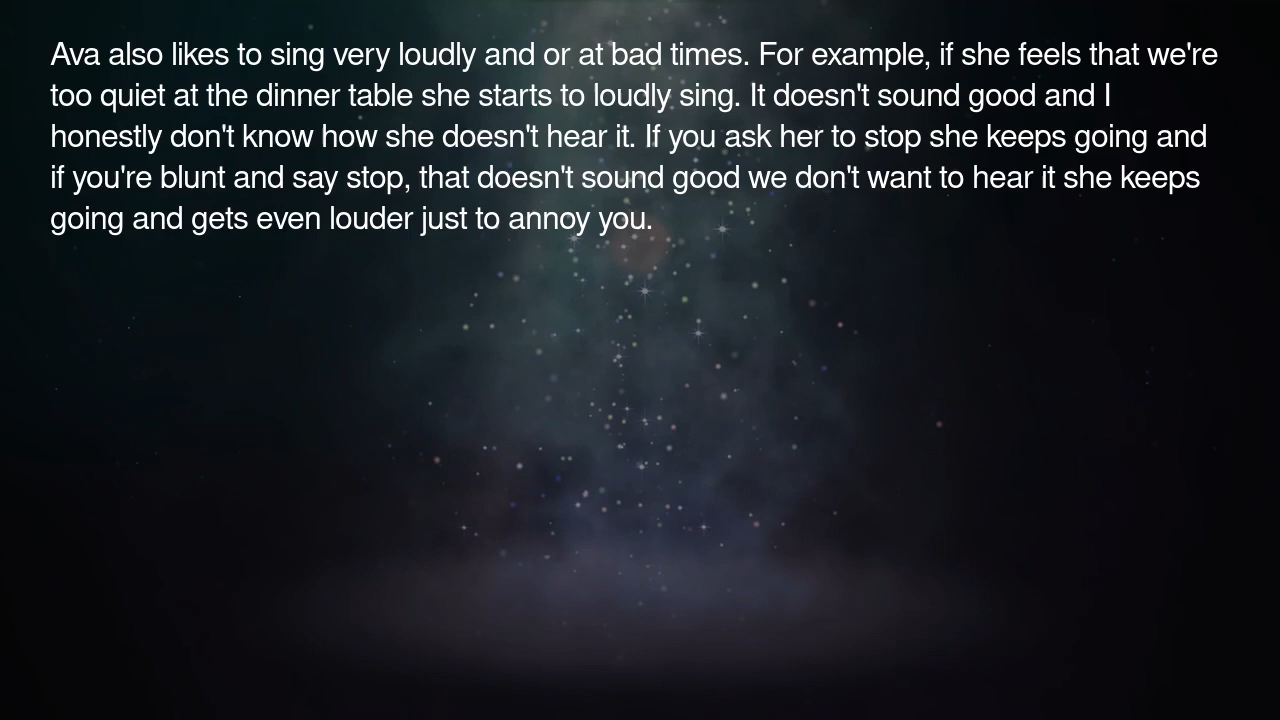 Ava also likes to sing very loudly and or at bad times. For example, if she feels that we're
too quiet at the dinner table she starts to loudly sing. It doesn't sound good and I
honestly don't know how she doesn't hear it. If you ask her to stop she keeps going and
if you're blunt and say stop, that doesn't sound good we don't want to hear it she keeps
going and gets even louder just to annoy you.